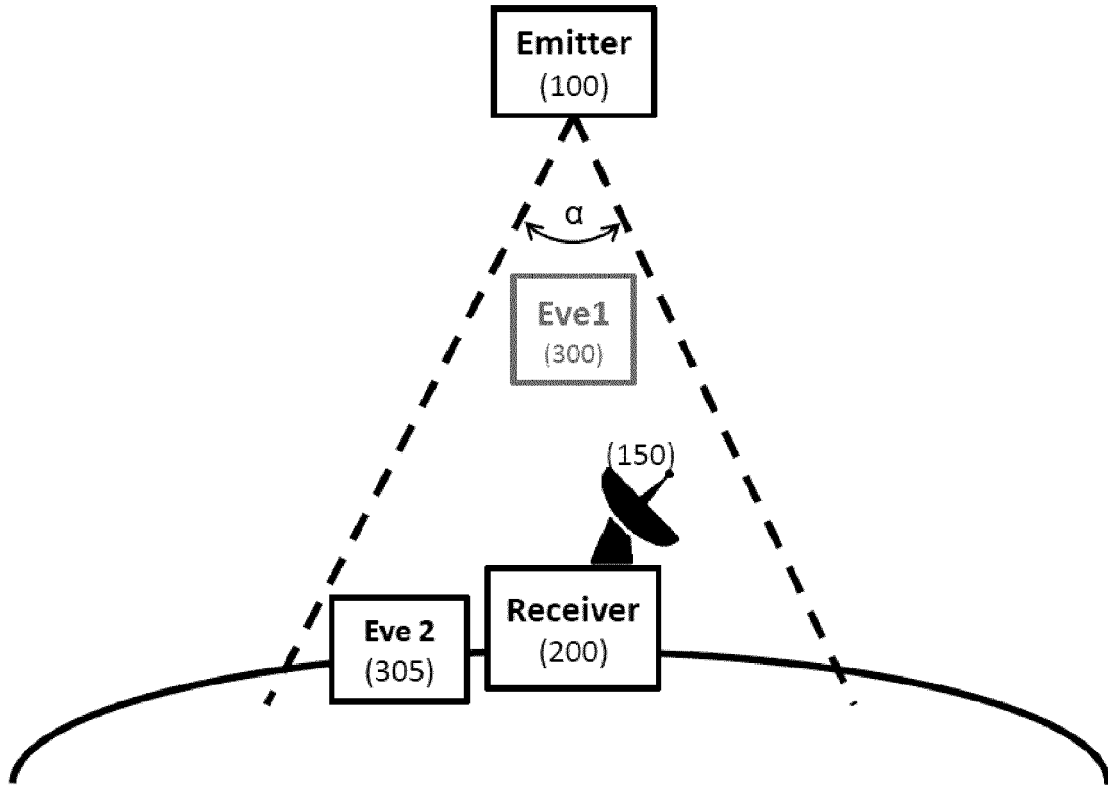 Emitter
(100)
α
Eve1
(300)
(150)
Receiver
(200)
Eve 2
(305)